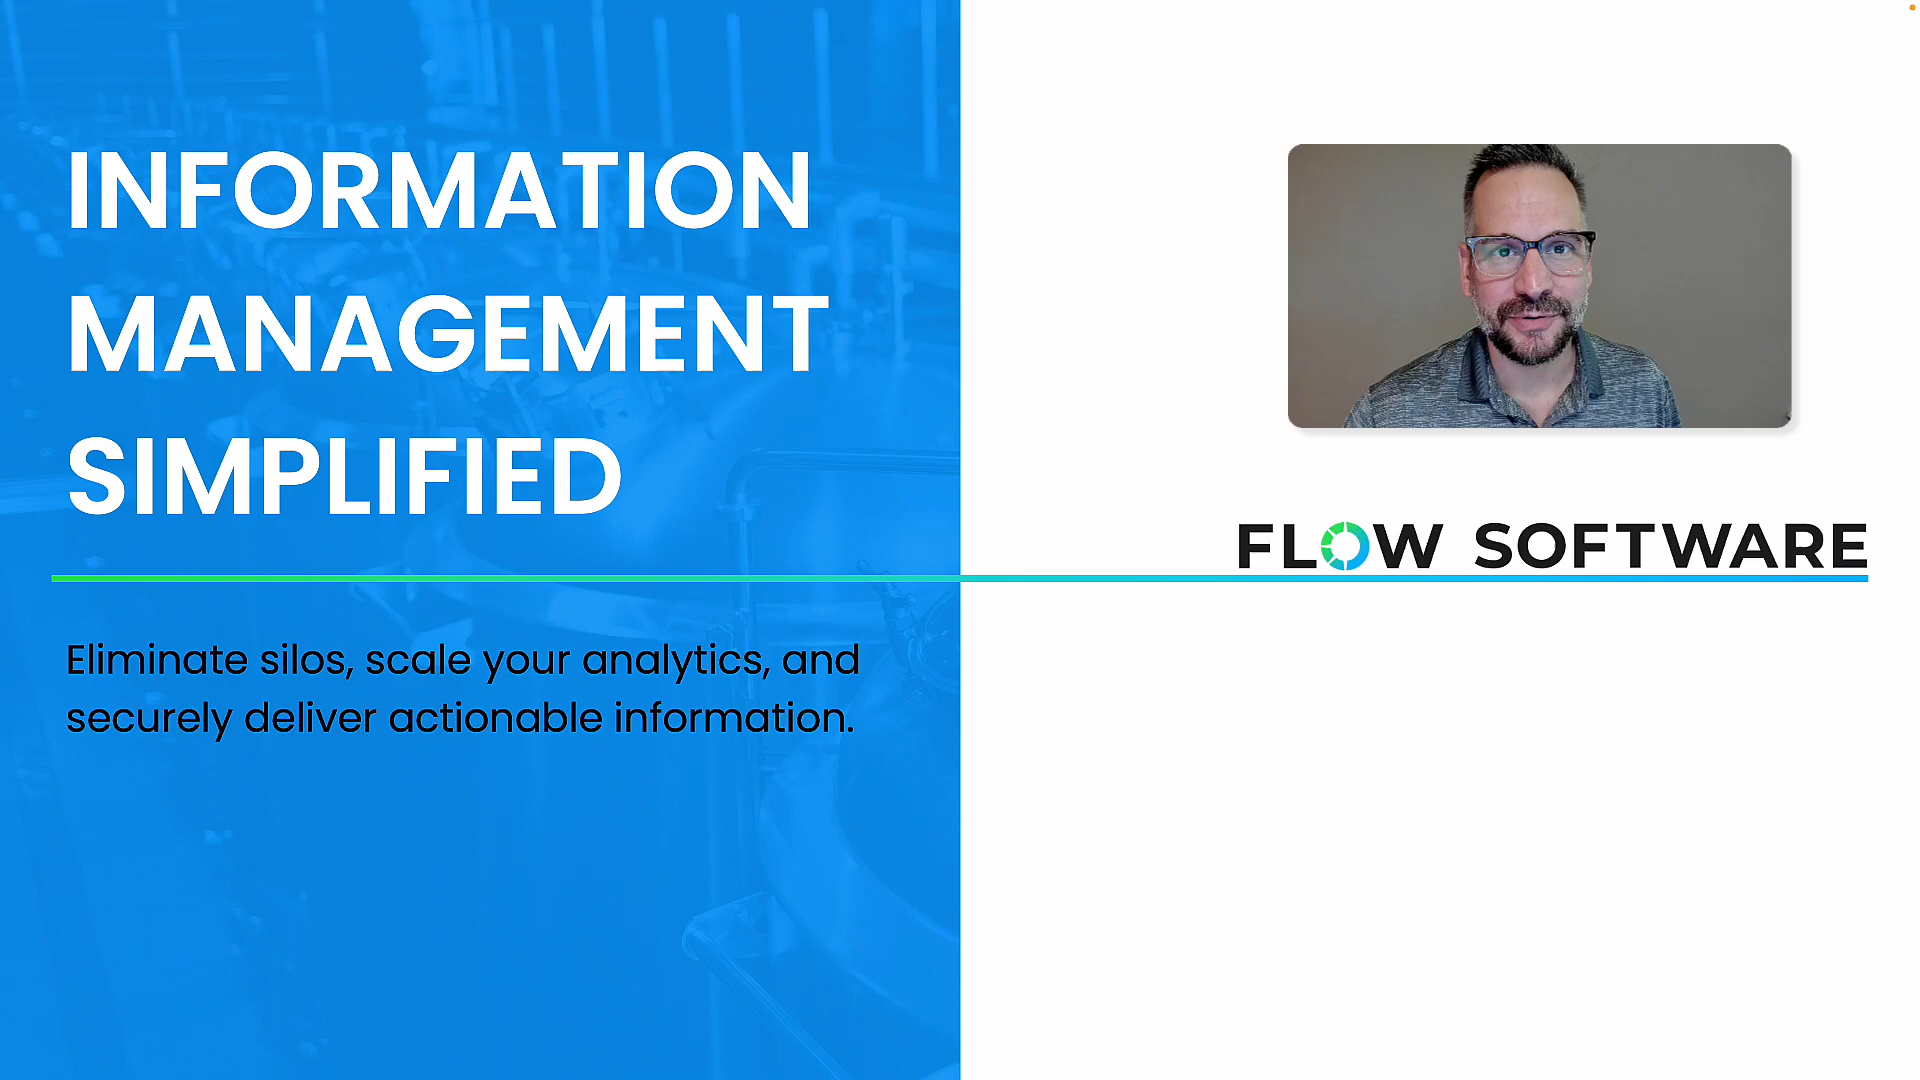 INFORMATION
MANAGEMENT
SIMPLIFIED
FLOW SOFTWARE
Eliminate silos, scale your analytics, and
securely deliver actionable information.